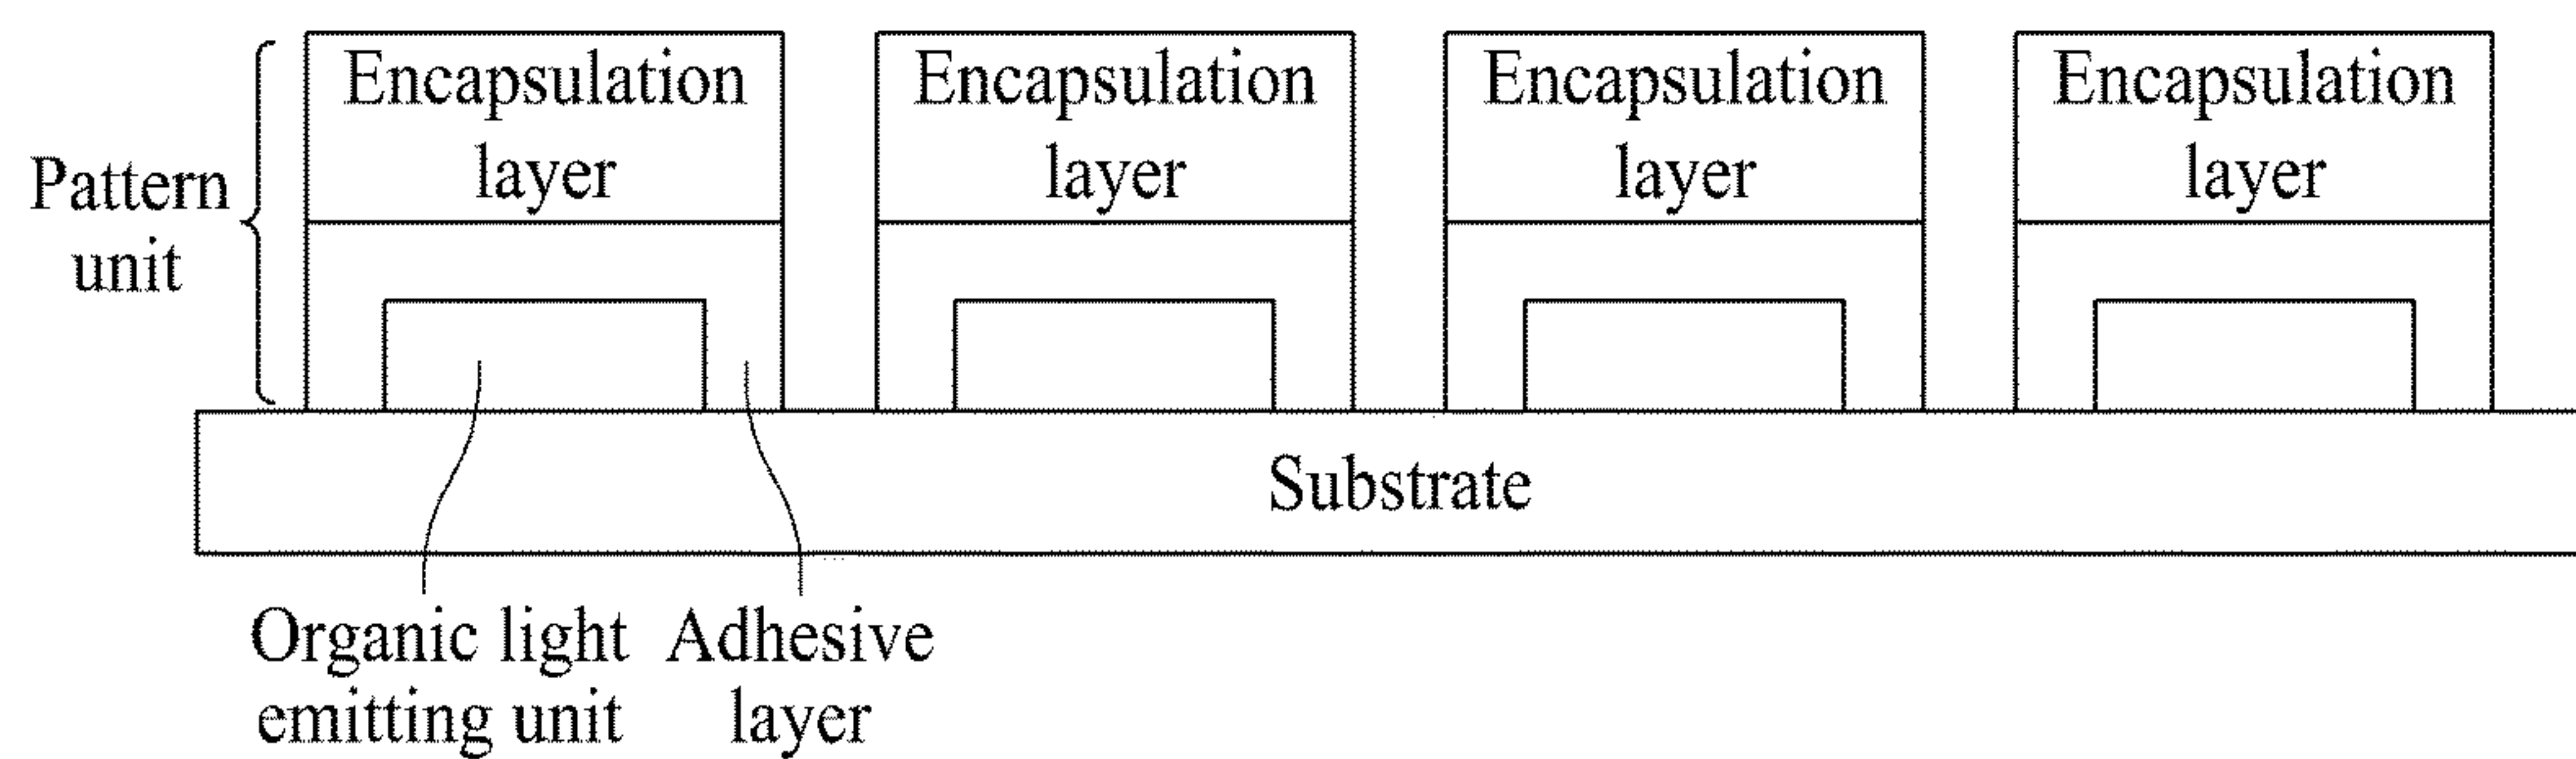 Encapsulation
layer
Encapsulation
layer
Encapsulation
layer
Encapsulation
layer
Pattern
unit
Substrate
Organic light
emitting unit
Adhesive
layer